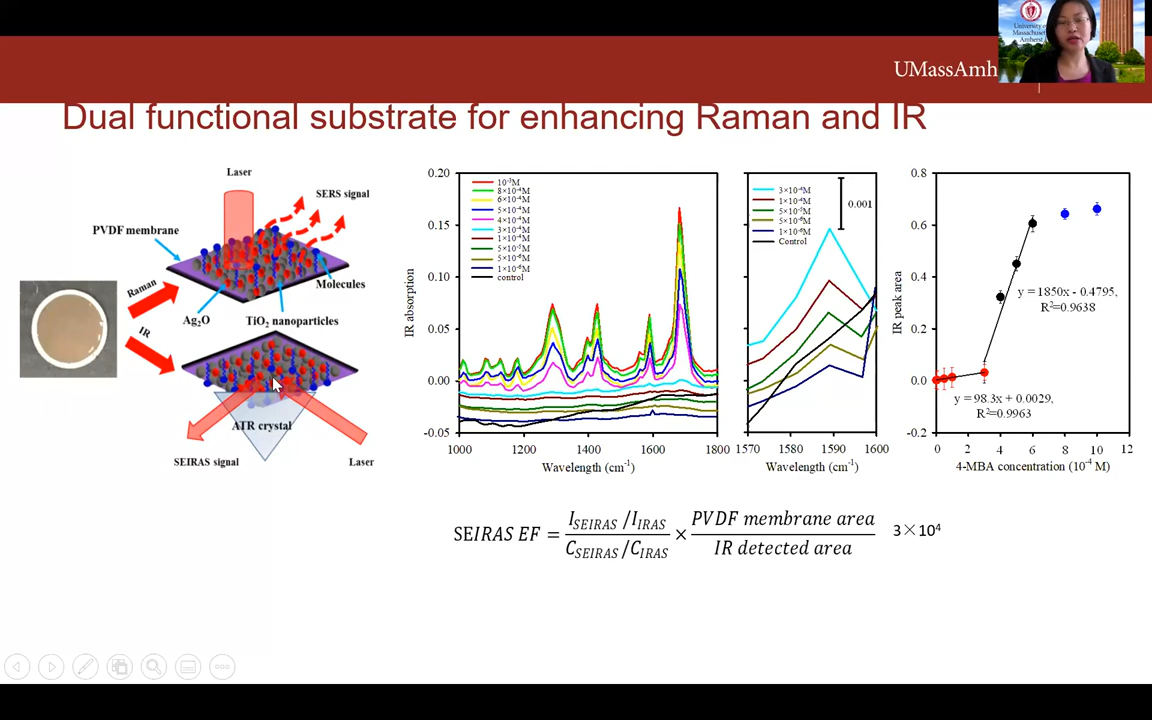 University of
Massachusetts
Amherst
UMassAmh
Dual functional substrate for enhancing Raman and IR
Laser
SERS signal
PVDF membrane
Molecules
Raman
Ag₂O
TiO₂ nanoparticles
IR
ATR crystal
SEIRAS signal
Laser
IR absorption
0.20
0.15
0.10
0.05
0.00
-0.05
10⁻³M
8×10⁻⁴M
6×10⁻⁴M
5×10⁻⁴M
4×10⁻⁴M
3×10⁻⁴M
1×10⁻⁴M
5×10⁻⁵M
5×10⁻⁶M
1×10⁻⁶M
control
1000 1200 1400 1600 1800
Wavelength (cm⁻¹)
3×10⁻⁴M
1×10⁻⁴M
5×10⁻⁵M
5×10⁻⁶M
1×10⁻⁶M
Control
0.001
1570 1580 1590 1600
Wavelength (cm⁻¹)
IR peak area
0.8
0.6
0.4
0.2
0.0
-0.2
y = 1850x - 0.4795,
R²=0.9638
y = 98.3x + 0.0029,
R²=0.9963
0 2 4 6 8 10 12
4-MBA concentration (10⁻⁴ M)
SEIRAS EF = I_SEIRAS / I_IRAS / C_SEIRAS / C_IRAS × PVDF membrane area / IR detected area 3×10⁴